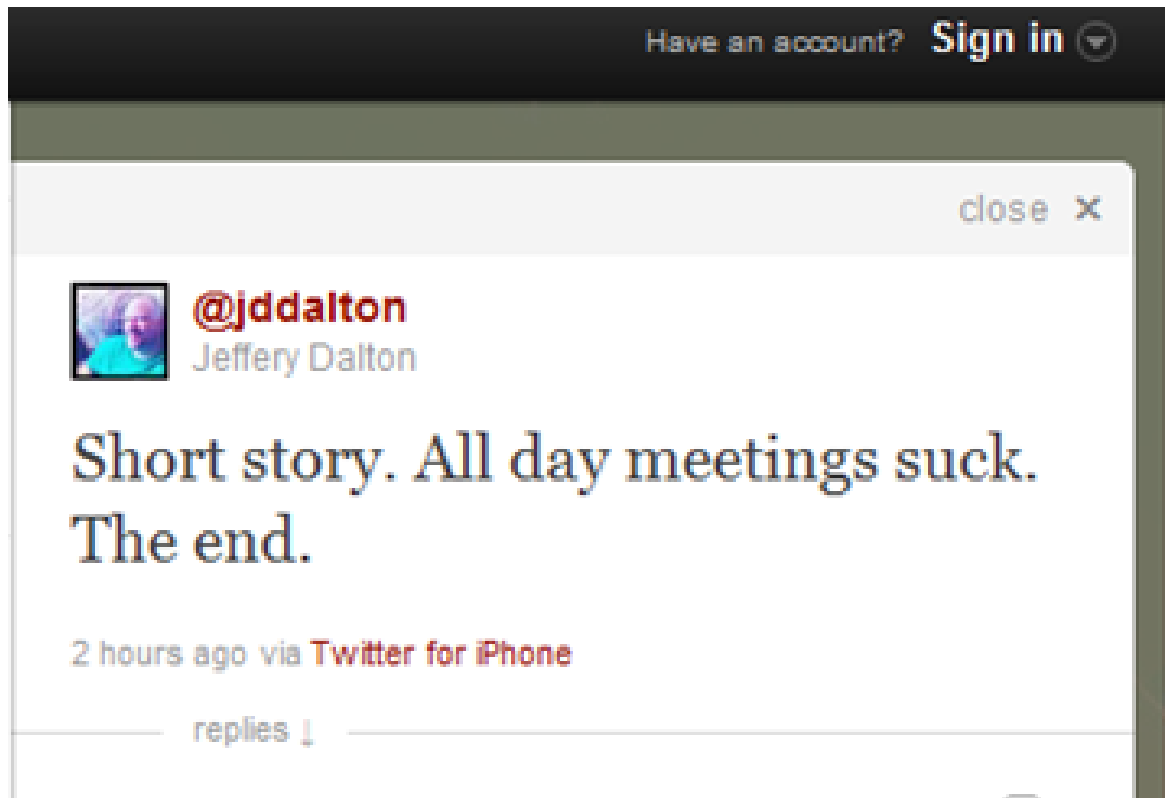 Have an account? Sign in
close ×
@jddalton
Jeffery Dalton
Short story. All day meetings suck.
The end.
2 hours ago via Twitter for iPhone
replies ↓